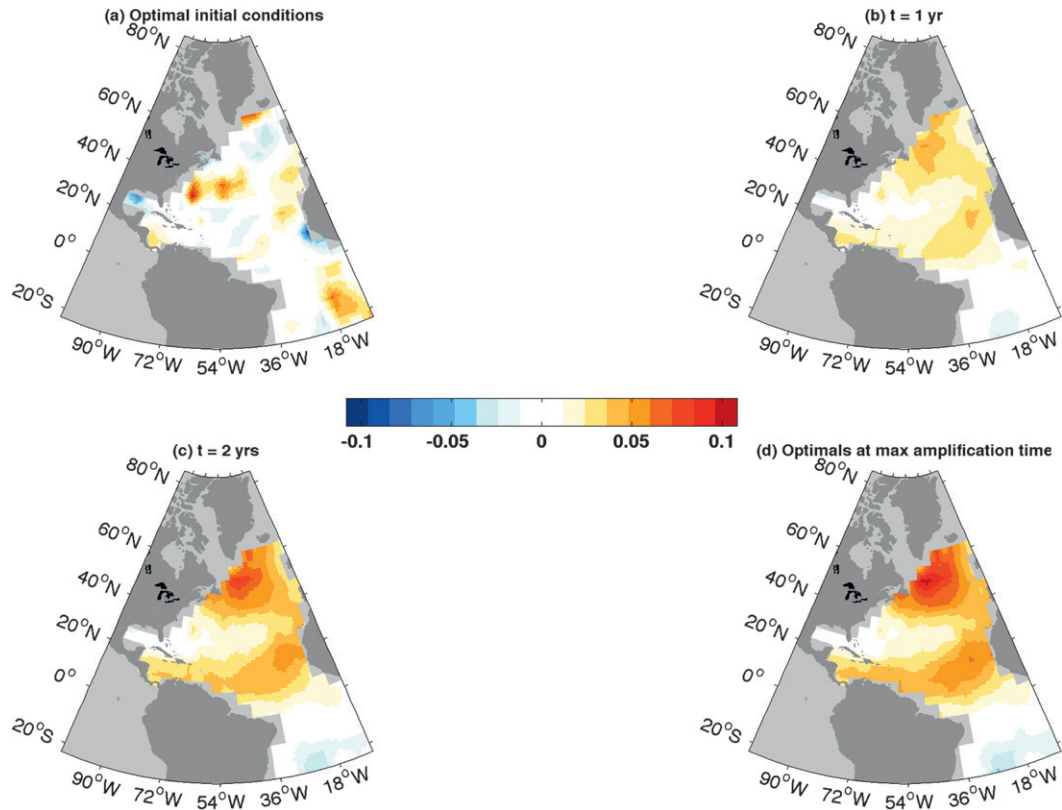 (a) Optimal initial conditions
80°N
60°N
40°N
20°N
0°
20°S
90°W
72°W
54°W
36°W
18°W
(b) t = 1 yr
80°N
60°N
40°N
20°N
0°
20°S
90°W
72°W
54°W
36°W
18°W
-0.1 -0.05 0 0.05 0.1
(c) t = 2 yrs
80°N
60°N
40°N
20°N
0°
20°S
90°W
72°W
54°W
36°W
18°W
(d) Optimals at max amplification time
80°N
60°N
40°N
20°N
0°
20°S
90°W
72°W
54°W
36°W
18°W